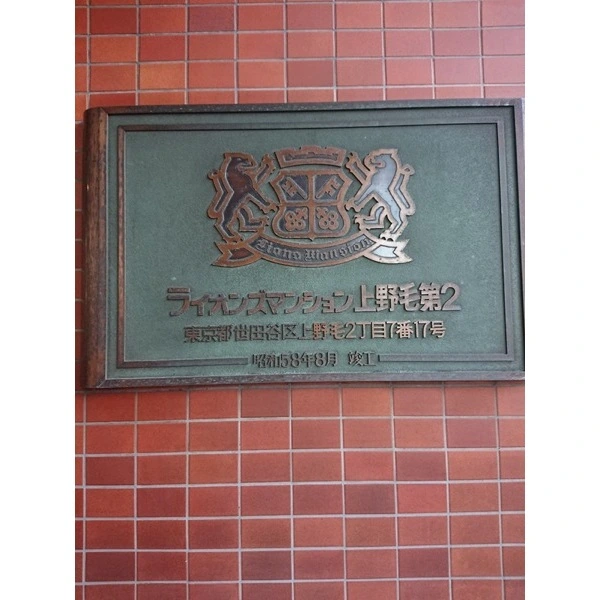 Lions Mansion
ライオンズマンション上野毛第2
東京都世田谷区上野毛2丁目7番17号
昭和58年8月 竣工